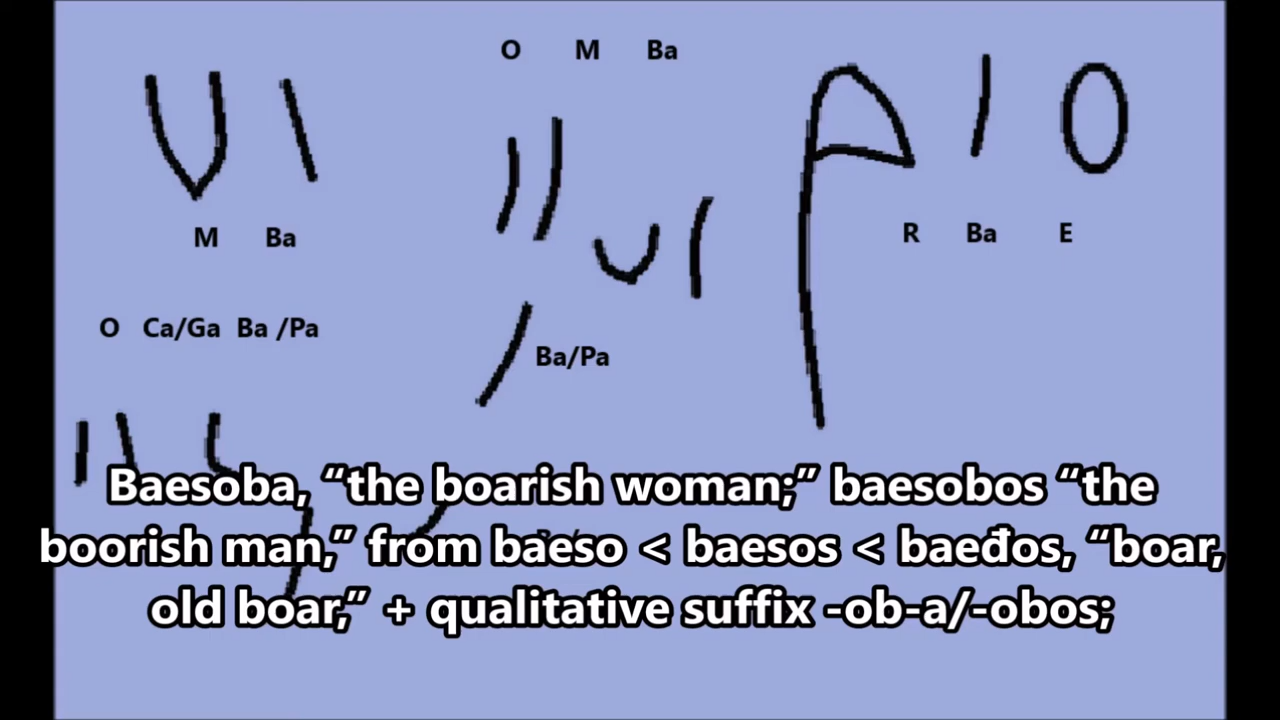 O M Ba
M Ba
R Ba E
O Ca/Ga Ba /Pa
Ba/Pa
Baesoba, “the boarish woman;” baesobos “the
boorish man,” from baeso < baesos < baeđos, “boar,
old boar,” + qualitative suffix -ob-a/-obos;